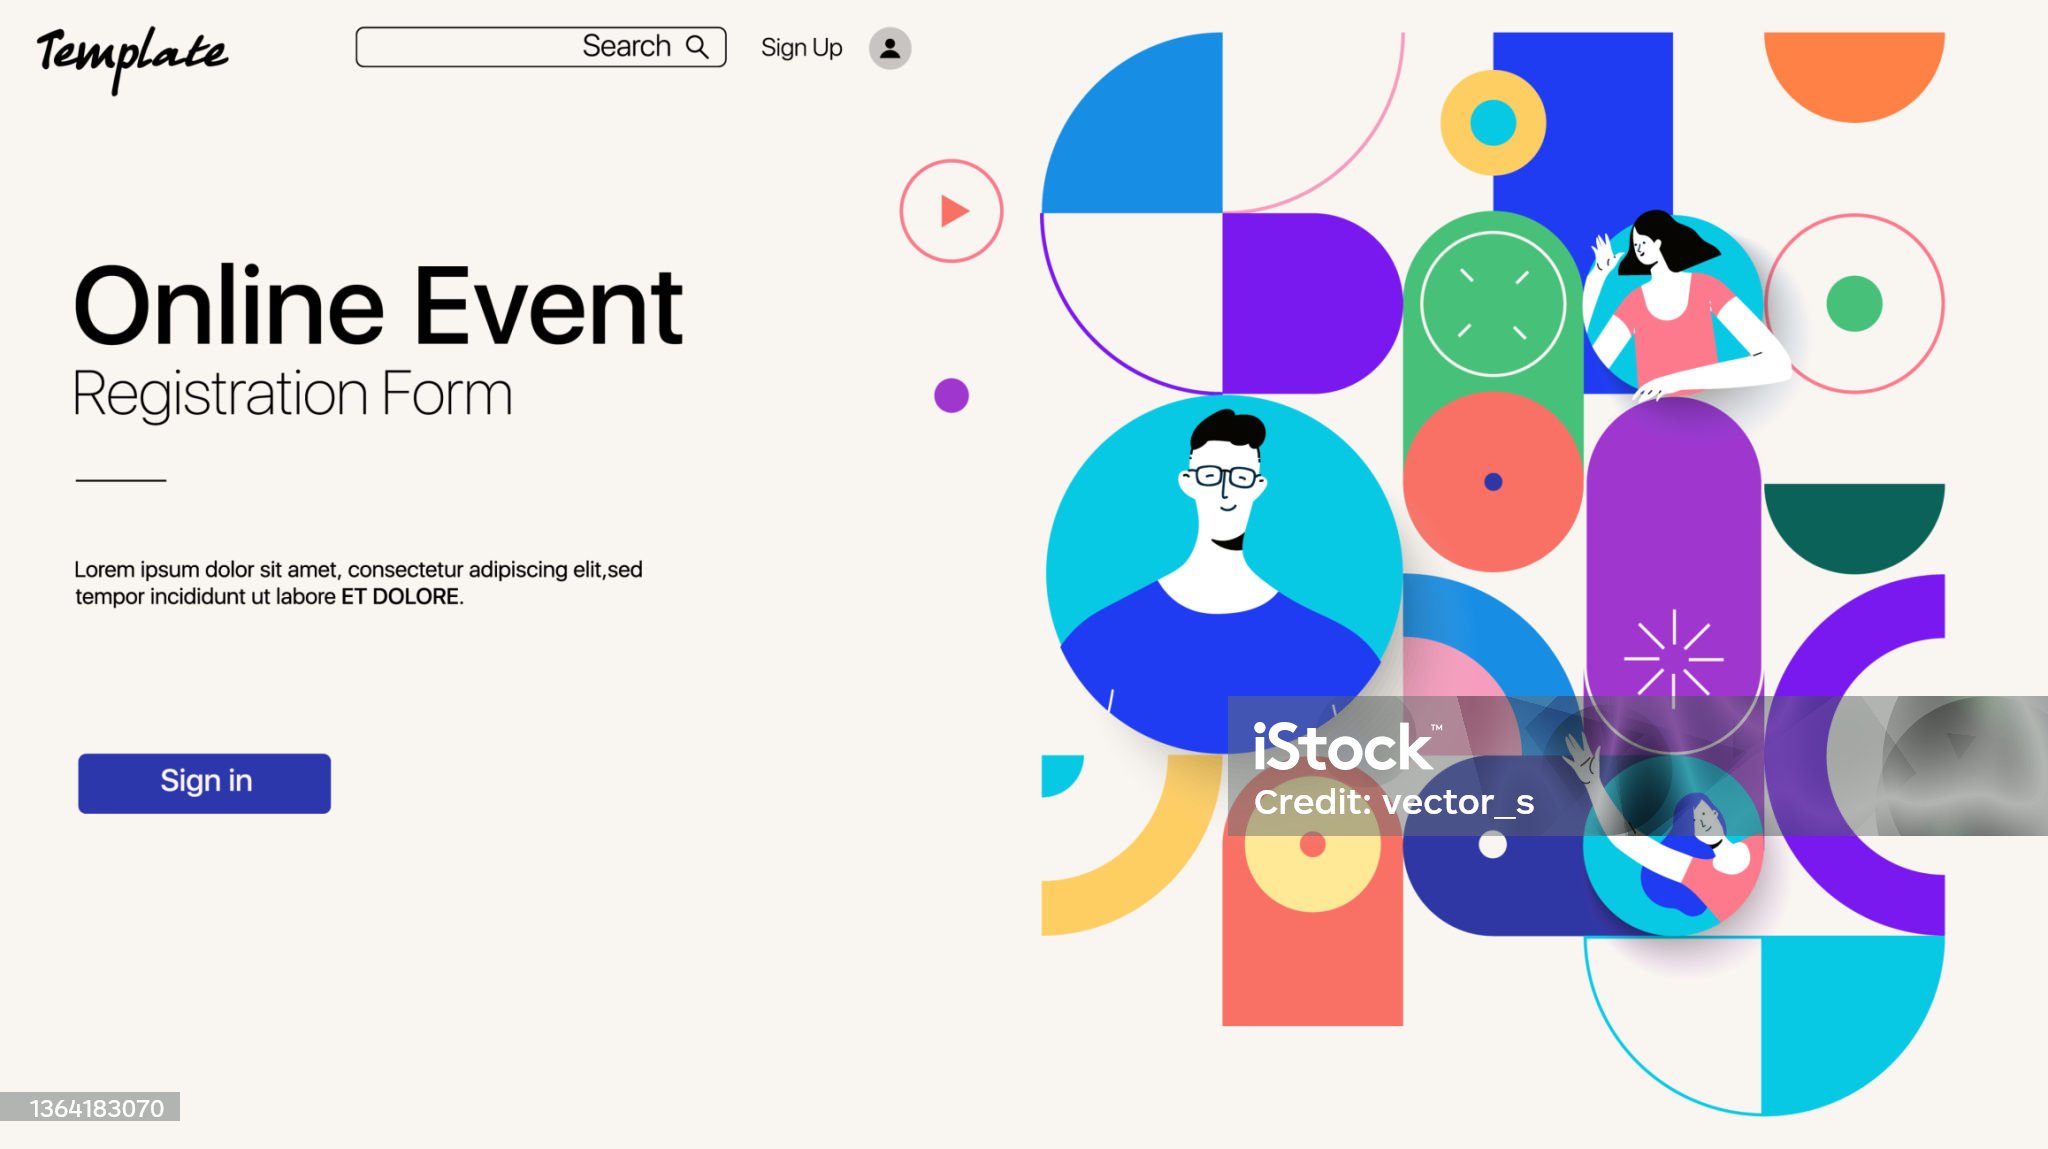 Template
Search
Sign Up
Online Event
Registration Form
Lorem ipsum dolor sit amet, consectetur adipiscing elit,sed
tempor incididunt ut labore ET DOLORE.
Sign in
iStock™
Credit: vector_s
1364183070